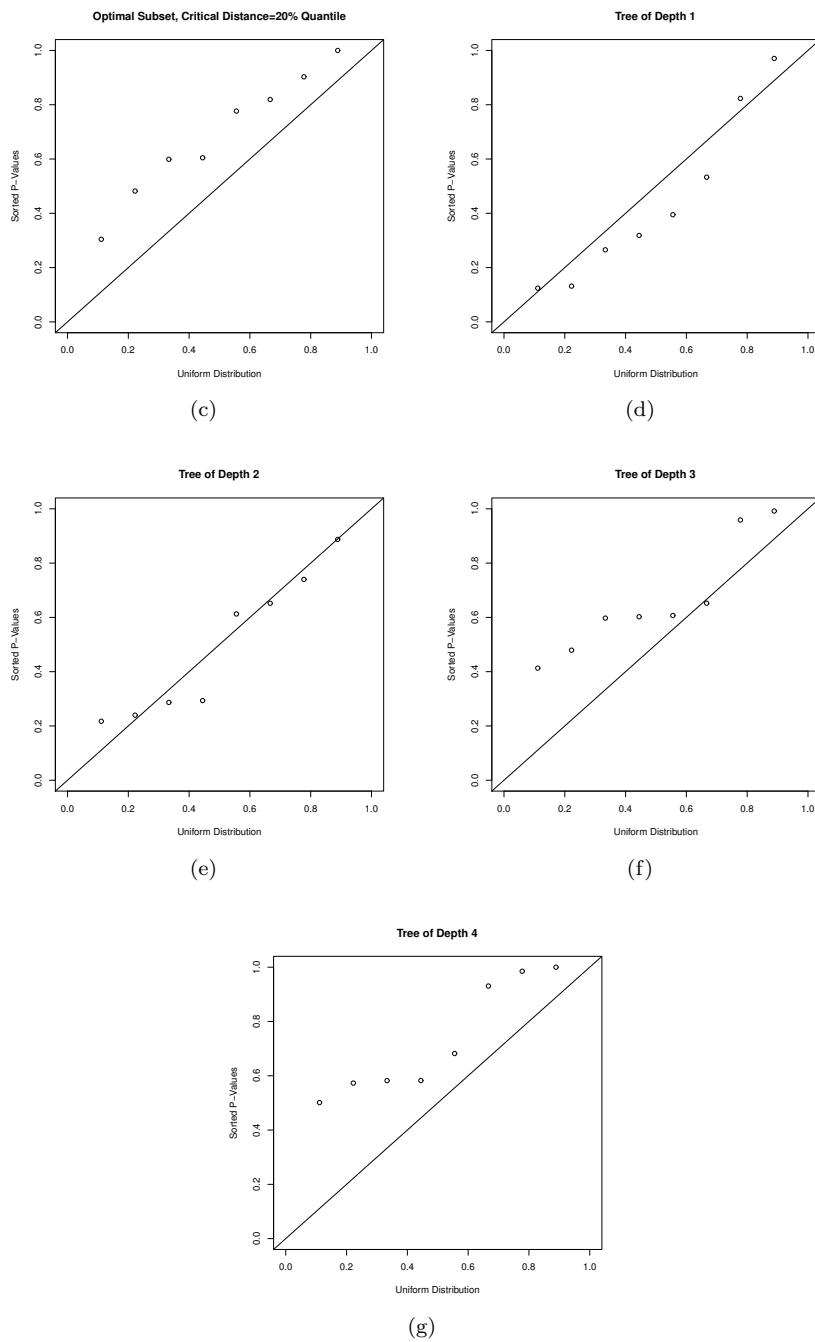 Optimal Subset, Critical Distance=20% Quantile
Sorted P−Values
0.0 0.2 0.4 0.6 0.8 1.0
0.0 0.2 0.4 0.6 0.8 1.0
Uniform Distribution
(c)
Tree of Depth 1
Sorted P−Values
0.0 0.2 0.4 0.6 0.8 1.0
0.0 0.2 0.4 0.6 0.8 1.0
Uniform Distribution
(d)
Tree of Depth 2
Sorted P−Values
0.0 0.2 0.4 0.6 0.8 1.0
0.0 0.2 0.4 0.6 0.8 1.0
Uniform Distribution
(e)
Tree of Depth 3
Sorted P−Values
0.0 0.2 0.4 0.6 0.8 1.0
0.0 0.2 0.4 0.6 0.8 1.0
Uniform Distribution
(f)
Tree of Depth 4
Sorted P−Values
0.0 0.2 0.4 0.6 0.8 1.0
0.0 0.2 0.4 0.6 0.8 1.0
Uniform Distribution
(g)